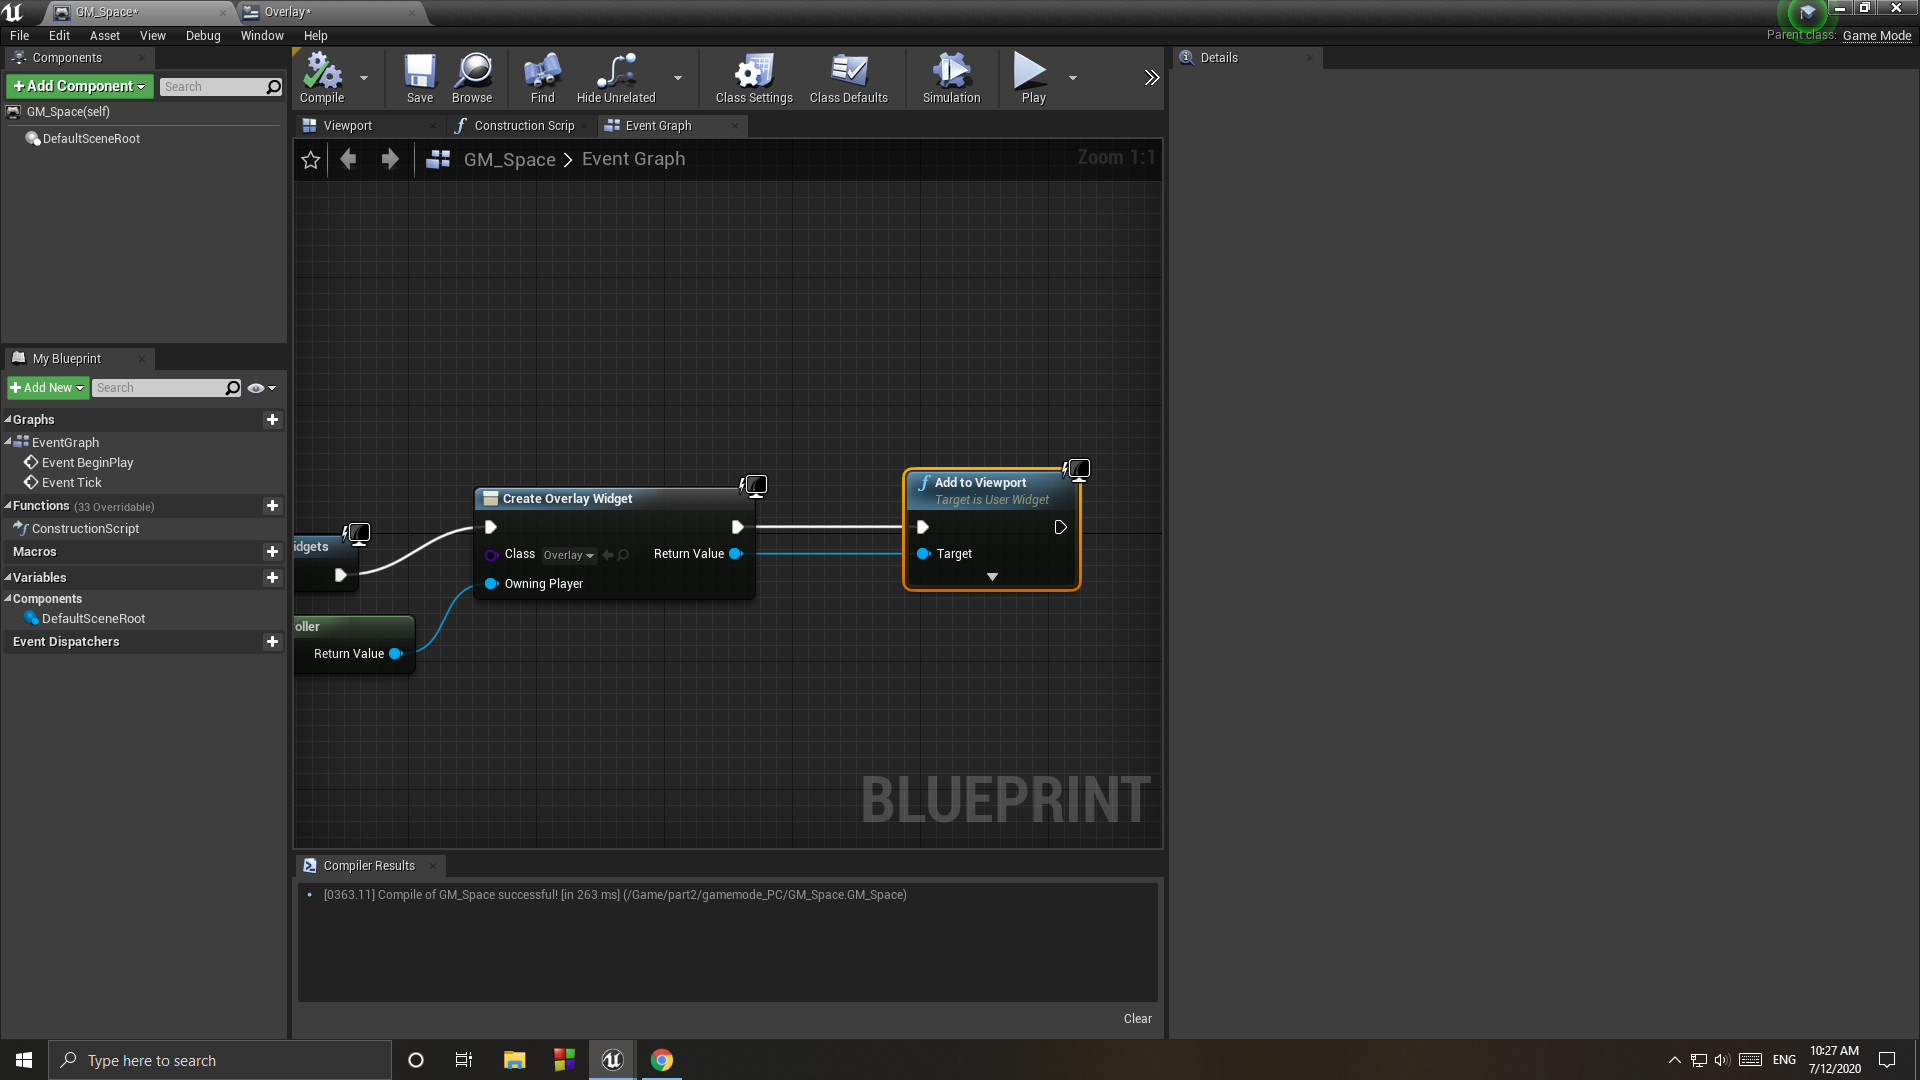 GM_Space*
Overlay*
File Edit Asset View Debug Window Help
Parent class: Game Mode
Components
Add Component
Search
GM_Space(self)
DefaultSceneRoot
Compile
Save
Browse
Find
Hide Unrelated
Class Settings
Class Defaults
Simulation
Play
Details
Viewport
Construction Scrip
Event Graph
GM_Space > Event Graph
Zoom 1:1
My Blueprint
Add New
Search
Graphs
EventGraph
Event BeginPlay
Event Tick
Functions (33 Overridable)
ConstructionScript
Macros
Variables
Components
DefaultSceneRoot
Event Dispatchers
idgets
oller
Return Value
Create Overlay Widget
Class Overlay
Return Value
Owning Player
Add to Viewport
Target is User Widget
Target
BLUEPRINT
Compiler Results
[0363.11] Compile of GM_Space successful! [in 263 ms] (/Game/part2/gamemode_PC/GM_Space.GM_Space)
Clear
Type here to search
ENG
10:27 AM
7/12/2020